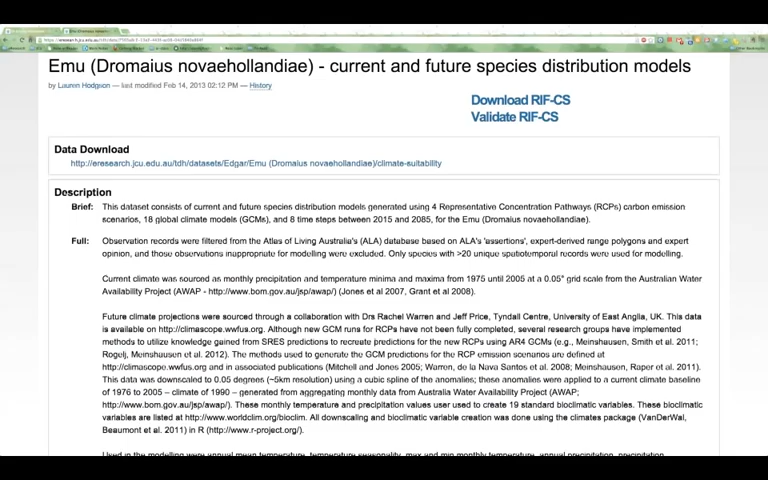 Emu (Dromaius novaehollandiae) - current and future species distribution models
by Lauren Hodgson — last modified Feb 14, 2013 02:12 PM — History
Download RIF-CS
Validate RIF-CS
Data Download
http://eresearch.jcu.edu.au/tdh/datasets/Edgar/Emu (Dromaius novaehollandiae)/climate-suitability
Description
Brief: This dataset consists of current and future species distribution models generated using 4 Representative Concentration Pathways (RCPs) carbon emission
scenarios, 18 global climate models (GCMs), and 8 time steps between 2015 and 2085, for the Emu (Dromaius novaehollandiae).
Full: Observation records were filtered from the Atlas of Living Australia's (ALA) database based on ALA's 'assertions', expert-derived range polygons and expert
opinion, and those observations inappropriate for modelling were excluded. Only species with >20 unique spatiotemporal records were used for modelling.
Current climate was sourced as monthly precipitation and temperature minima and maxima from 1975 until 2005 at a 0.05° grid scale from the Australian Water
Availability Project (AWAP - http://www.bom.gov.au/jsp/awap/) (Jones et al 2007, Grant et al 2008).
Future climate projections were sourced through a collaboration with Drs Rachel Warren and Jeff Price, Tyndall Centre, University of East Anglia, UK. This data
is available on http://climascope.wwfus.org. Although new GCM runs for RCPs have not been fully completed, several research groups have implemented
methods to utilize knowledge gained from SRES predictions to recreate predictions for the new RCPs using AR4 GCMs (e.g., Meinshausen, Smith et al. 2011;
Rogelj, Meinshausen et al. 2012). The methods used to generate the GCM predictions for the RCP emission scenarios are defined at
http://climascope.wwfus.org and in associated publications (Mitchell and Jones 2005; Warren, de la Nava Santos et al. 2008; Meinshausen, Raper et al. 2011).
This data was downscaled to 0.05 degrees (~5km resolution) using a cubic spline of the anomalies; these anomalies were applied to a current climate baseline
of 1976 to 2005 – climate of 1990 – generated from aggregating monthly data from Australia Water Availability Project (AWAP;
http://www.bom.gov.au/jsp/awap/). These monthly temperature and precipitation values user used to create 19 standard bioclimatic variables. These bioclimatic
variables are listed at http://www.worldclim.org/bioclim. All downscaling and bioclimatic variable creation was done using the climates package (VanDerWal,
Beaumont et al. 2011) in R (http://www.r-project.org/).
Used in the modelling were annual mean temperature, temperature seasonality, max and min monthly temperature, annual precipitation, precipitation